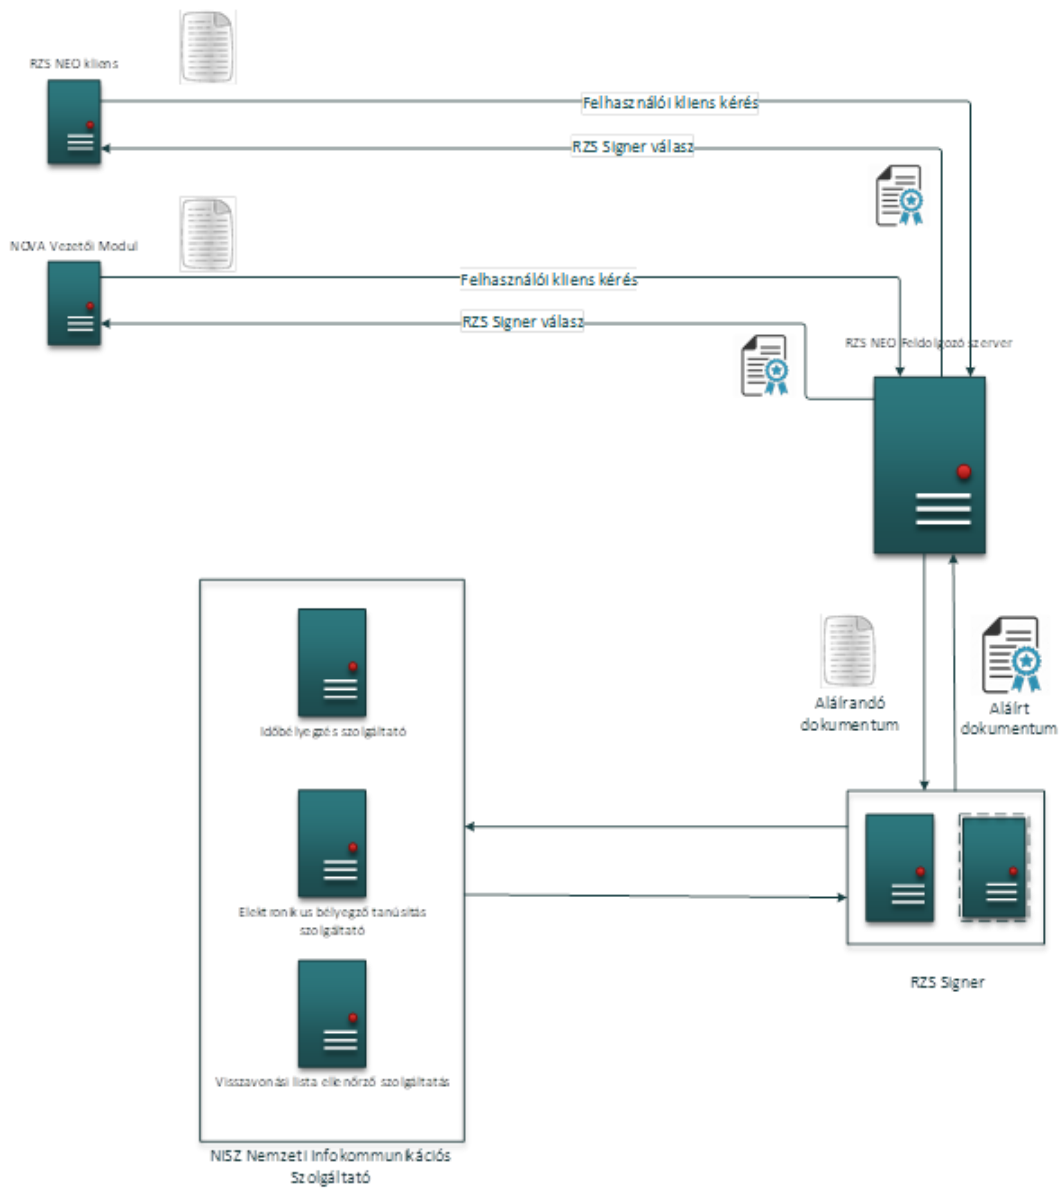 RZS NEO kliens
Felhasználói kliens kérés
RZS Signer válasz
NOVA Vezetői Modul
Felhasználói kliens kérés
RZS Signer válasz
RZS NEO Feldolgozó szerver
Aláírandó
dokumentum
Aláírt
dokumentum
Időbélyegzés szolgáltató
Elektronikus bélyegző tanúsítás
szolgáltató
RZS Signer
Visszavonási lista ellenőrző szolgáltatás
NISZ Nemzeti Infokommunikációs
Szolgáltató